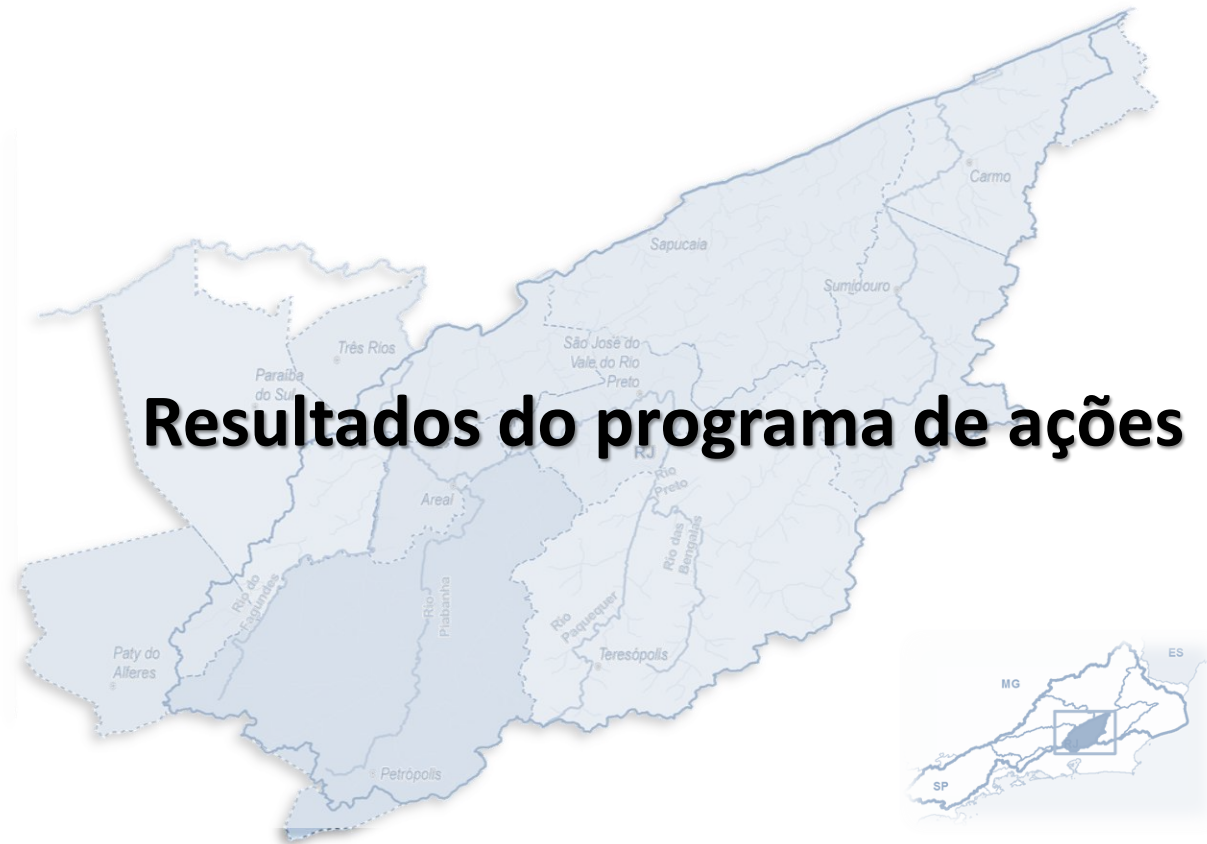 Carmo
Sapucaia
Sumidouro
Três Rios
São José do
Vale do Rio
Preto
Paraíba
do Sul
Resultados do programa de ações
RJ
Rio
Preto
Areal
Rio das
Bengalas
Rio do
Fagundes
Rio
Piabanha
Rio
Paquequer
Paty do
Alferes
Teresópolis
Petrópolis
ES
MG
SP